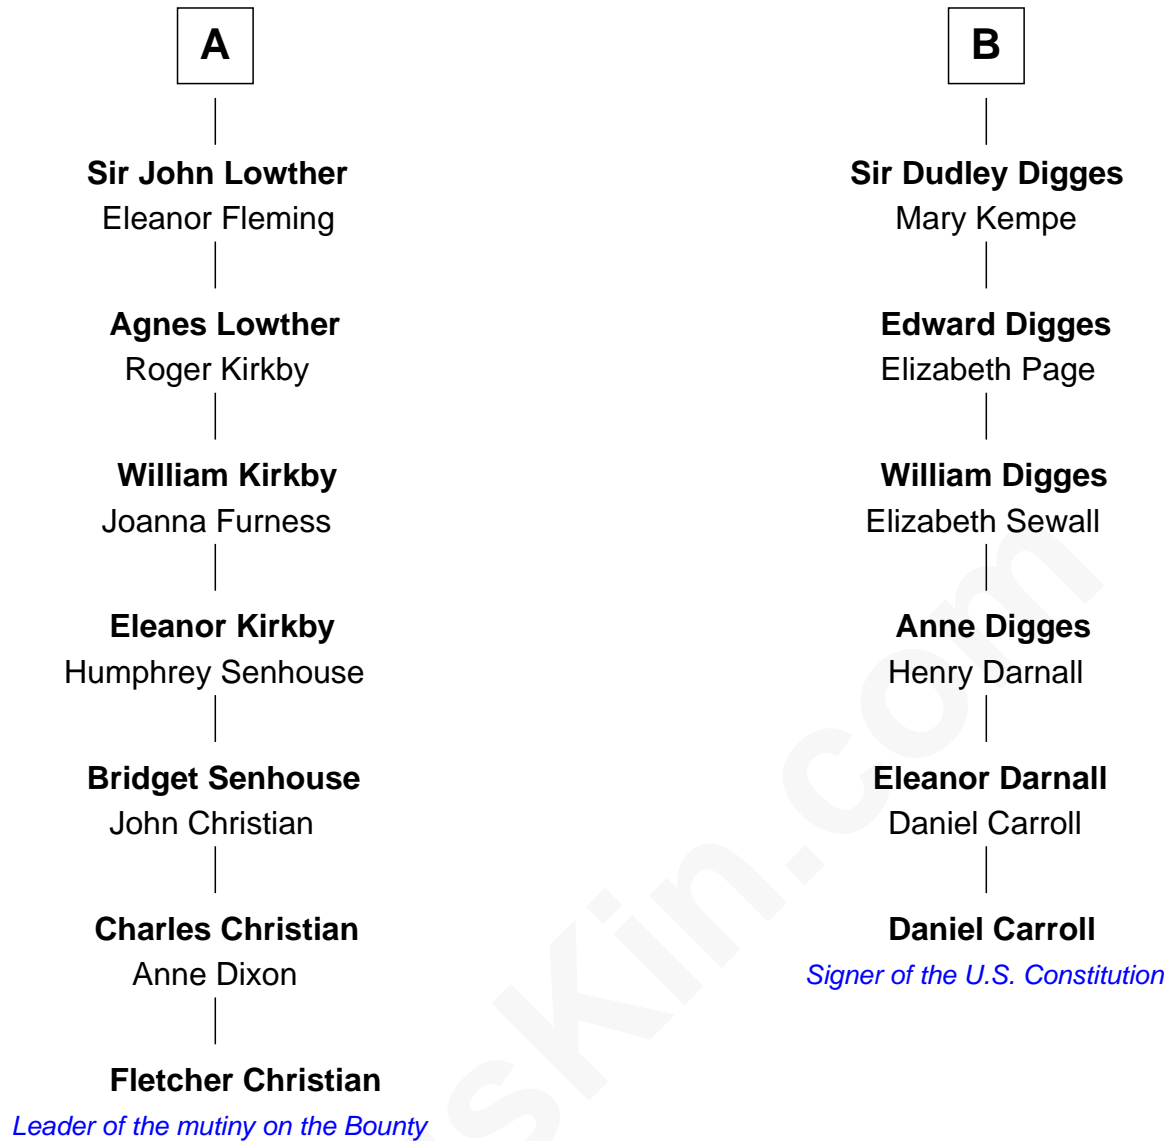 A
Sir John Lowther
Eleanor Fleming
Agnes Lowther
Roger Kirkby
William Kirkby
Joanna Furness
Eleanor Kirkby
Humphrey Senhouse
Bridget Senhouse
John Christian
Charles Christian
Anne Dixon
Fletcher Christian
Leader of the mutiny on the Bounty
B
Sir Dudley Digges
Mary Kempe
Edward Digges
Elizabeth Page
William Digges
Elizabeth Sewall
Anne Digges
Henry Darnall
Eleanor Darnall
Daniel Carroll
Daniel Carroll
Signer of the U.S. Constitution
sKin.com